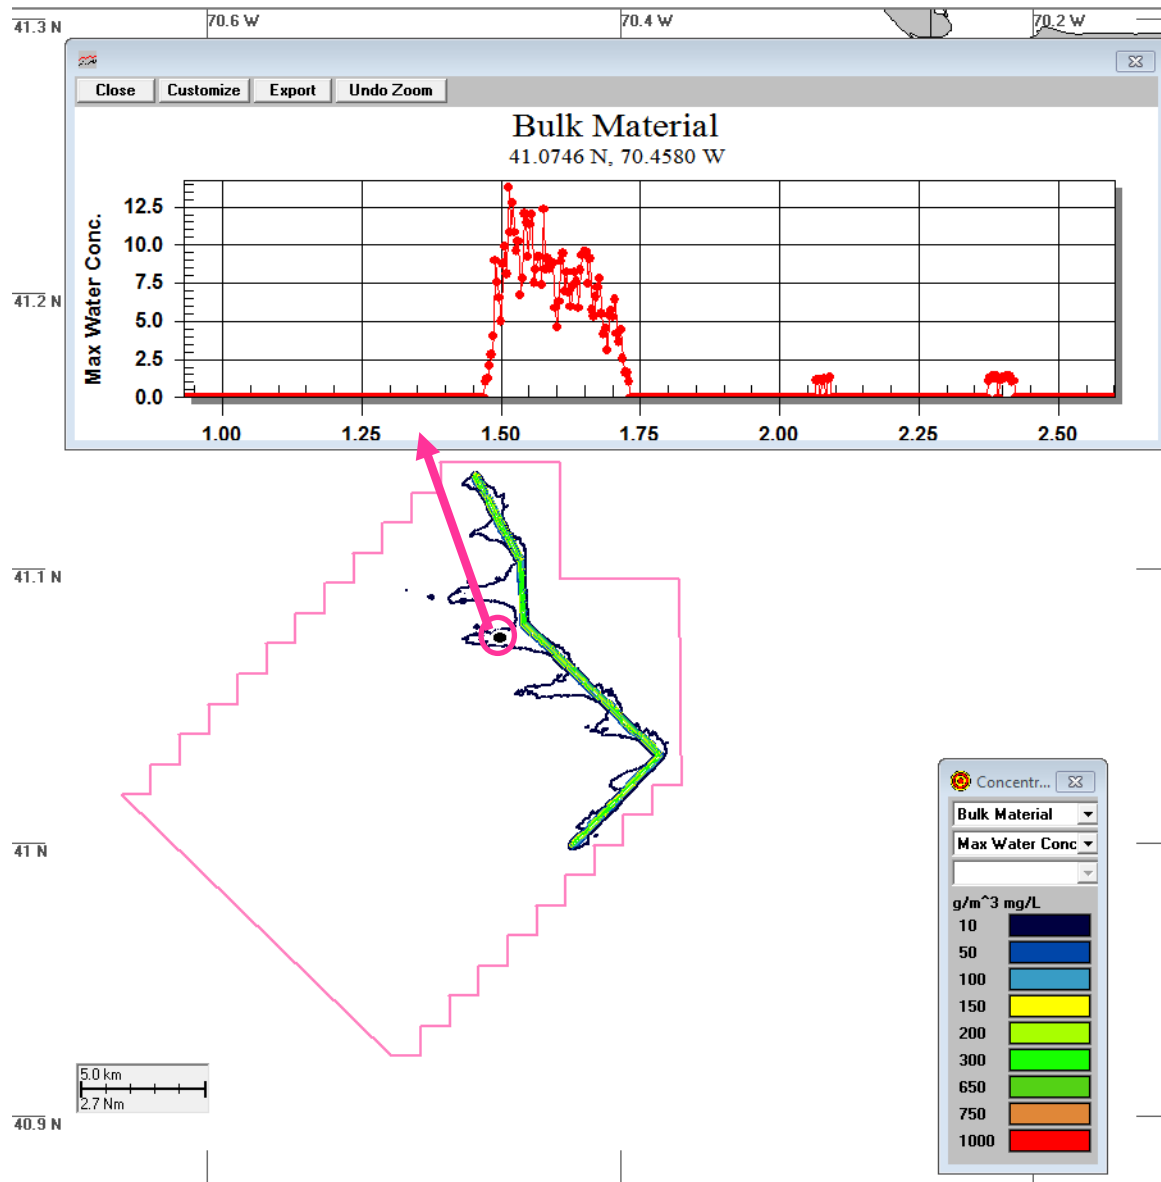 41.3 N
70.6 W
70.4 W
70.2 W
Close Customize Export Undo Zoom
Bulk Material
41.0746 N, 70.4580 W
Max Water Conc.
12.5
10.0
7.5
5.0
2.5
0.0
1.00 1.25 1.50 1.75 2.00 2.25 2.50
41.2 N
41.1 N
41 N
40.9 N
5.0 km
2.7 Nm
Concentr...
Bulk Material
Max Water Conc
g/m^3 mg/L
10
50
100
150
200
300
650
750
1000